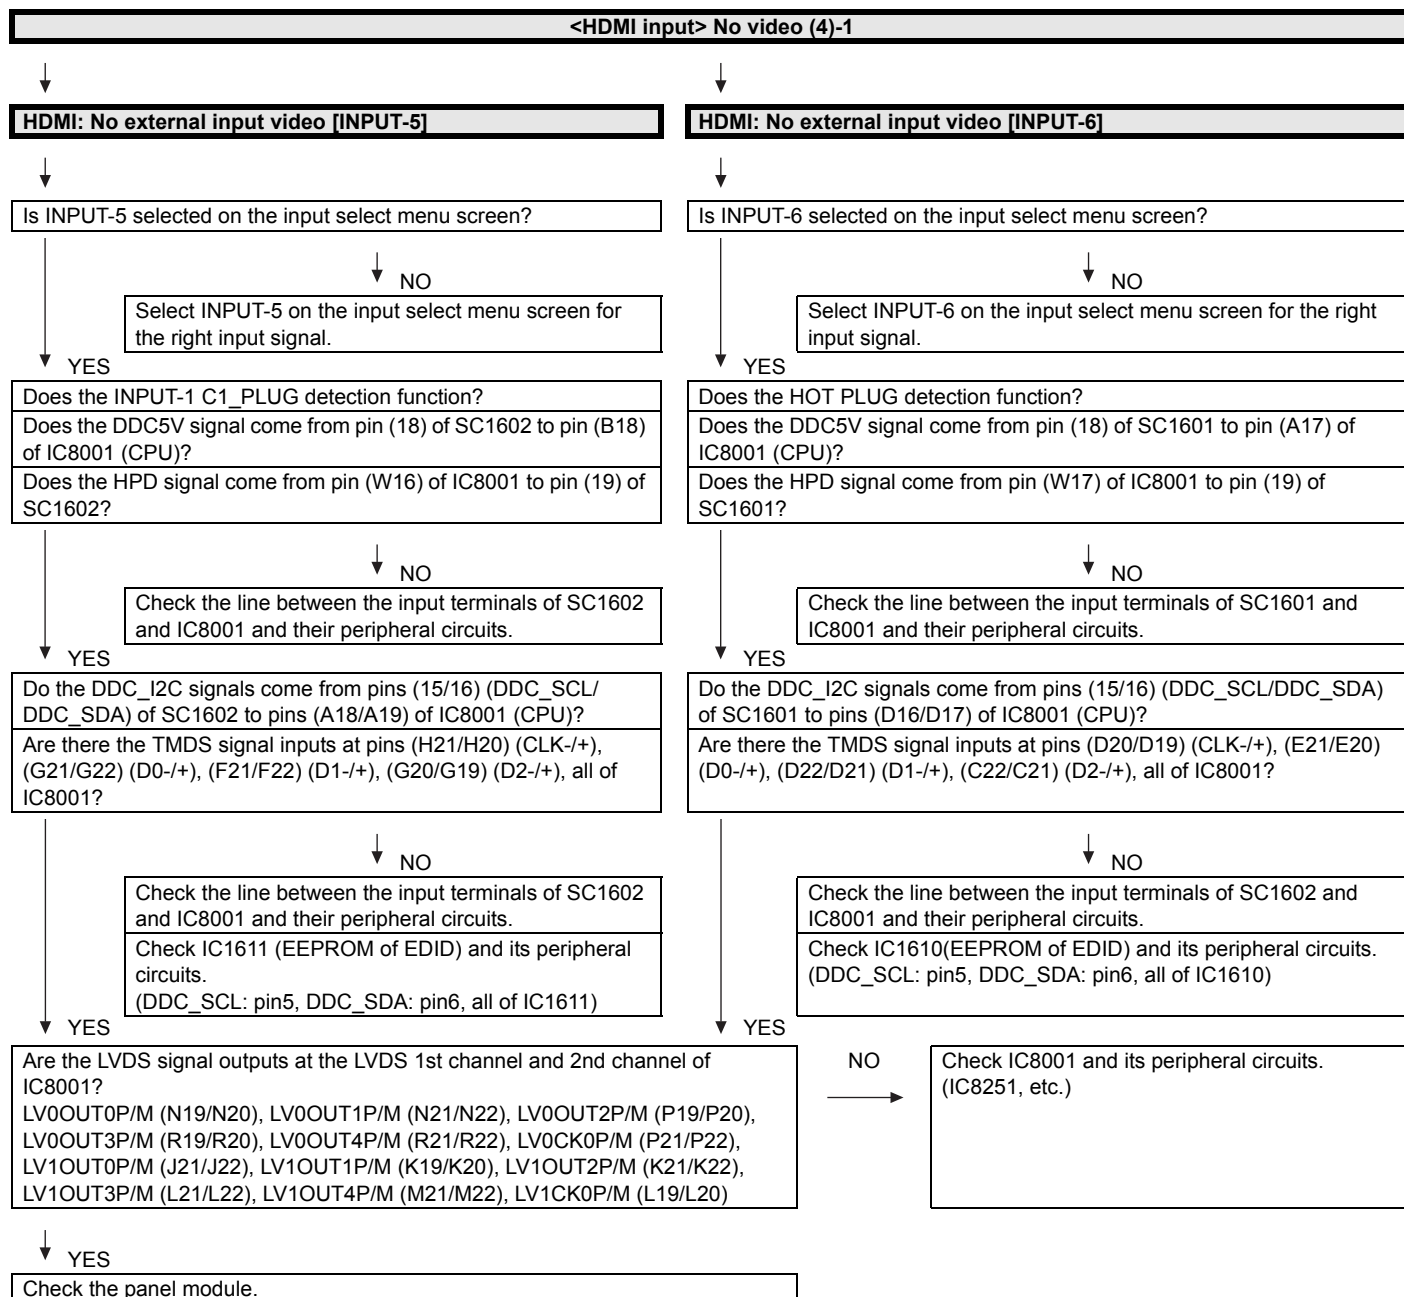 <HDMI input> No video (4)-1
HDMI: No external input video [INPUT-5]
HDMI: No external input video [INPUT-6]
Is INPUT-5 selected on the input select menu screen?
Is INPUT-6 selected on the input select menu screen?
NO
Select INPUT-5 on the input select menu screen for
the right input signal.
NO
Select INPUT-6 on the input select menu screen for the right
input signal.
YES
YES
Does the INPUT-1 C1_PLUG detection function?
Does the DDC5V signal come from pin (18) of SC1602 to pin (B18)
of IC8001 (CPU)?
Does the HPD signal come from pin (W16) of IC8001 to pin (19) of
SC1602?
Does the HOT PLUG detection function?
Does the DDC5V signal come from pin (18) of SC1601 to pin (A17) of
IC8001 (CPU)?
Does the HPD signal come from pin (W17) of IC8001 to pin (19) of
SC1601?
NO
Check the line between the input terminals of SC1602
and IC8001 and their peripheral circuits.
NO
Check the line between the input terminals of SC1601 and
IC8001 and their peripheral circuits.
YES
YES
Do the DDC_I2C signals come from pins (15/16) (DDC_SCL/
DDC_SDA) of SC1602 to pins (A18/A19) of IC8001 (CPU)?
Are there the TMDS signal inputs at pins (H21/H20) (CLK-/+),
(G21/G22) (D0-/+), (F21/F22) (D1-/+), (G20/G19) (D2-/+), all of
IC8001?
Do the DDC_I2C signals come from pins (15/16) (DDC_SCL/DDC_SDA)
of SC1601 to pins (D16/D17) of IC8001 (CPU)?
Are there the TMDS signal inputs at pins (D20/D19) (CLK-/+), (E21/E20)
(D0-/+), (D22/D21) (D1-/+), (C22/C21) (D2-/+), all of IC8001?
NO
Check the line between the input terminals of SC1602
and IC8001 and their peripheral circuits.
Check IC1611 (EEPROM of EDID) and its peripheral
circuits.
(DDC_SCL: pin5, DDC_SDA: pin6, all of IC1611)
NO
Check the line between the input terminals of SC1602 and
IC8001 and their peripheral circuits.
Check IC1610(EEPROM of EDID) and its peripheral circuits.
(DDC_SCL: pin5, DDC_SDA: pin6, all of IC1610)
YES
YES
Are the LVDS signal outputs at the LVDS 1st channel and 2nd channel of
IC8001?
LV0OUT0P/M (N19/N20), LV0OUT1P/M (N21/N22), LV0OUT2P/M (P19/P20),
LV0OUT3P/M (R19/R20), LV0OUT4P/M (R21/R22), LV0CK0P/M (P21/P22),
LV1OUT0P/M (J21/J22), LV1OUT1P/M (K19/K20), LV1OUT2P/M (K21/K22),
LV1OUT3P/M (L21/L22), LV1OUT4P/M (M21/M22), LV1CK0P/M (L19/L20)
NO
Check IC8001 and its peripheral circuits.
(IC8251, etc.)
YES
Check the panel module.